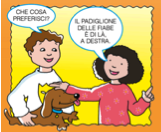 CHE COSA
PREFERISCI?
IL PADIGLIONE
DELLE FIABE
È DI LÀ,
A DESTRA.